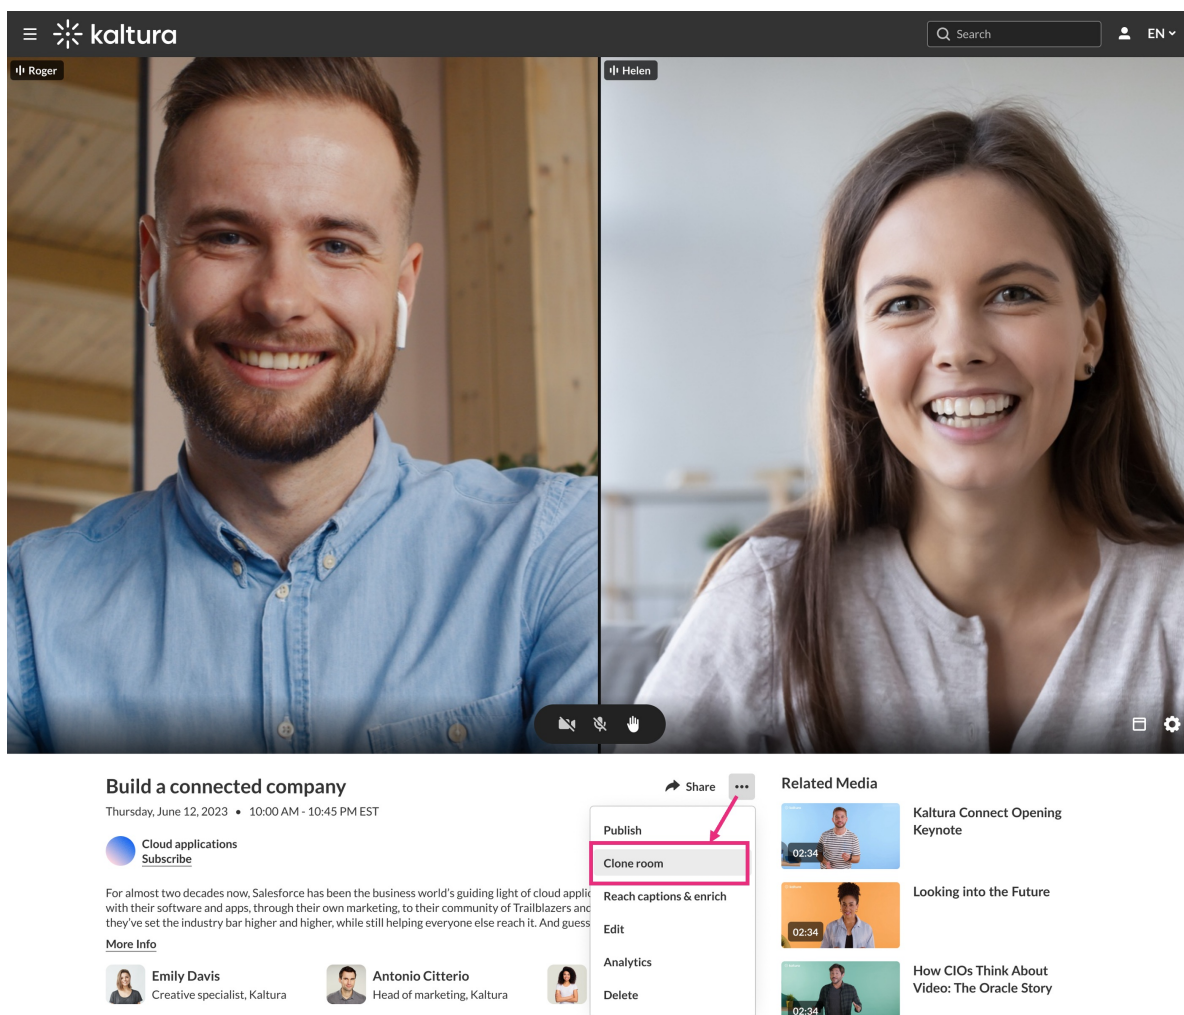 kaltura
Search
EN
Roger
Helen
Build a connected company
Thursday, June 12, 2023 • 10:00 AM - 10:45 PM EST
Cloud applications
Subscribe
For almost two decades now, Salesforce has been the business world's guiding light of cloud applic
with their software and apps, through their own marketing, to their community of Trailblazers and
they've set the industry bar higher and higher, while still helping everyone else reach it. And guess
More Info
Emily Davis
Creative specialist, Kaltura
Antonio Citterio
Head of marketing, Kaltura
Share
Publish
Clone room
Reach captions & enrich
Edit
Analytics
Delete
Related Media
02:34
Kaltura Connect Opening
Keynote
02:34
Looking into the Future
02:34
How CIOs Think About
Video: The Oracle Story